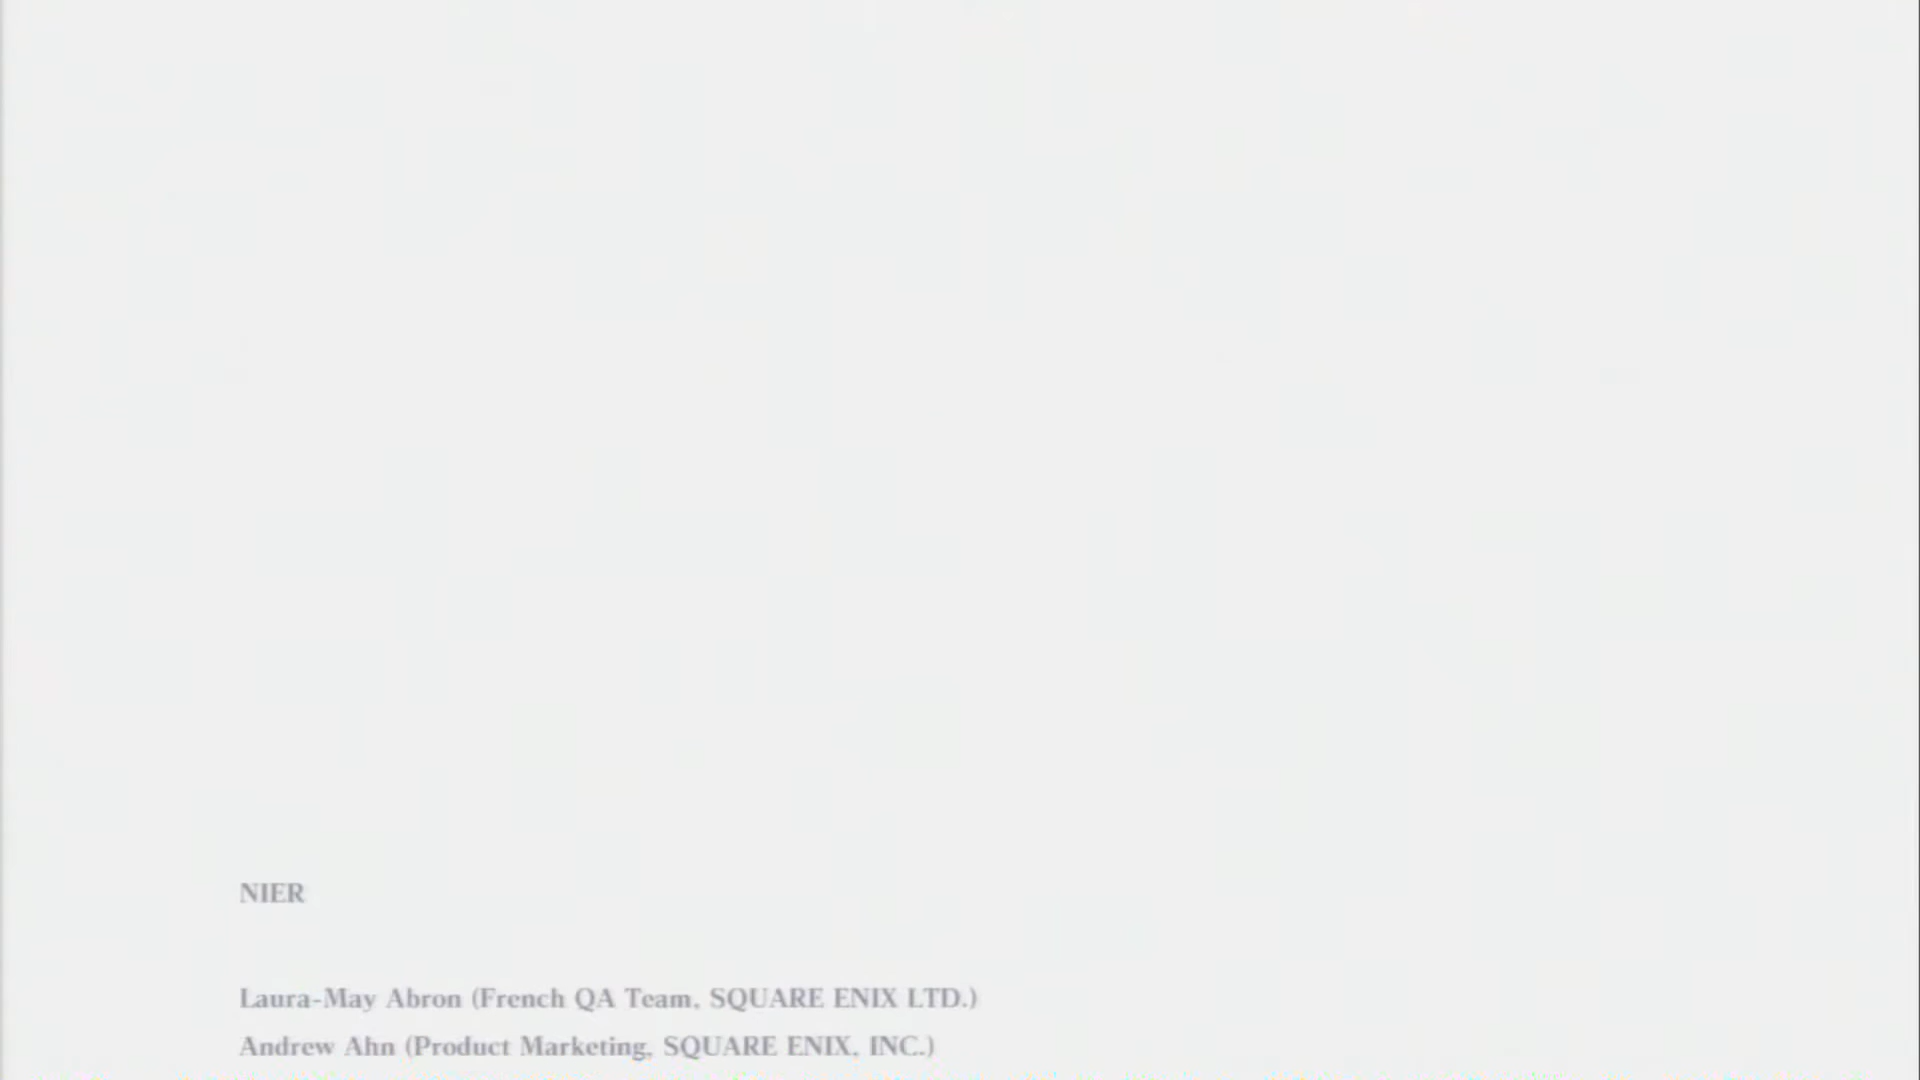 NIER
Laura-May Abron (French QA Team, SQUARE ENIX LTD.)
Andrew Ahn (Product Marketing, SQUARE ENIX, INC.)